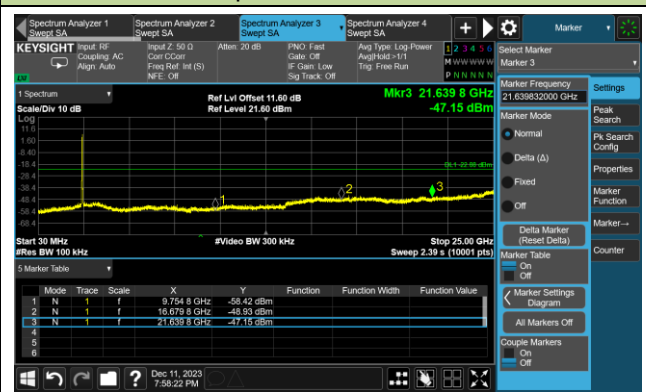 Spectrum Analyzer 1
Swept SA
Spectrum Analyzer 2
Swept SA
Spectrum Analyzer 3
Swept SA
Spectrum Analyzer 4
Swept SA
+
Marker
KEYSIGHT
Input: RF
Coupling: AC
Align: Auto
Input Z: 50 Ω
Corr CCorr
Freq Ref: Int (S)
NFE: Off
Atten: 20 dB
PNO: Fast
Gate: Off
IF Gain: Low
Sig Track: Off
Avg Type: Log-Power
Avg|Hold:>1/1
Trig: Free Run
1 2 3 4 5 6
M W W W W W
P N N N N N
Select Marker
Marker 3
1 Spectrum
Scale/Div 10 dB
Log
Ref Lvl Offset 11.60 dB
Ref Level 21.60 dBm
Mkr3 21.639 8 GHz
-47.15 dBm
11.6
1.60
-8.40
-18.4
-28.4
-38.4
-48.4
-58.4
-68.4
1
2
3
Start 30 MHz
#Res BW 100 kHz
#Video BW 300 kHz
Stop 25.00 GHz
Sweep 2.39 s (10001 pts)
5 Marker Table
Mode Trace Scale X Y Function Function Width Function Value
1 N 1 f 9.754 8 GHz -58.42 dBm
2 N 1 f 16.679 8 GHz -48.93 dBm
3 N 1 f 21.639 8 GHz -47.15 dBm
4
5
6
Marker Frequency
21.639832000 GHz
Marker Mode
Normal
Delta (Δ)
Fixed
Off
Delta Marker
(Reset Delta)
Marker Table
On
Off
Marker Settings
Diagram
All Markers Off
Couple Markers
On
Off
Settings
Peak
Search
Pk Search
Config
Properties
Marker
Function
Marker→
Counter
?
Dec 11, 2023
7:58:22 PM